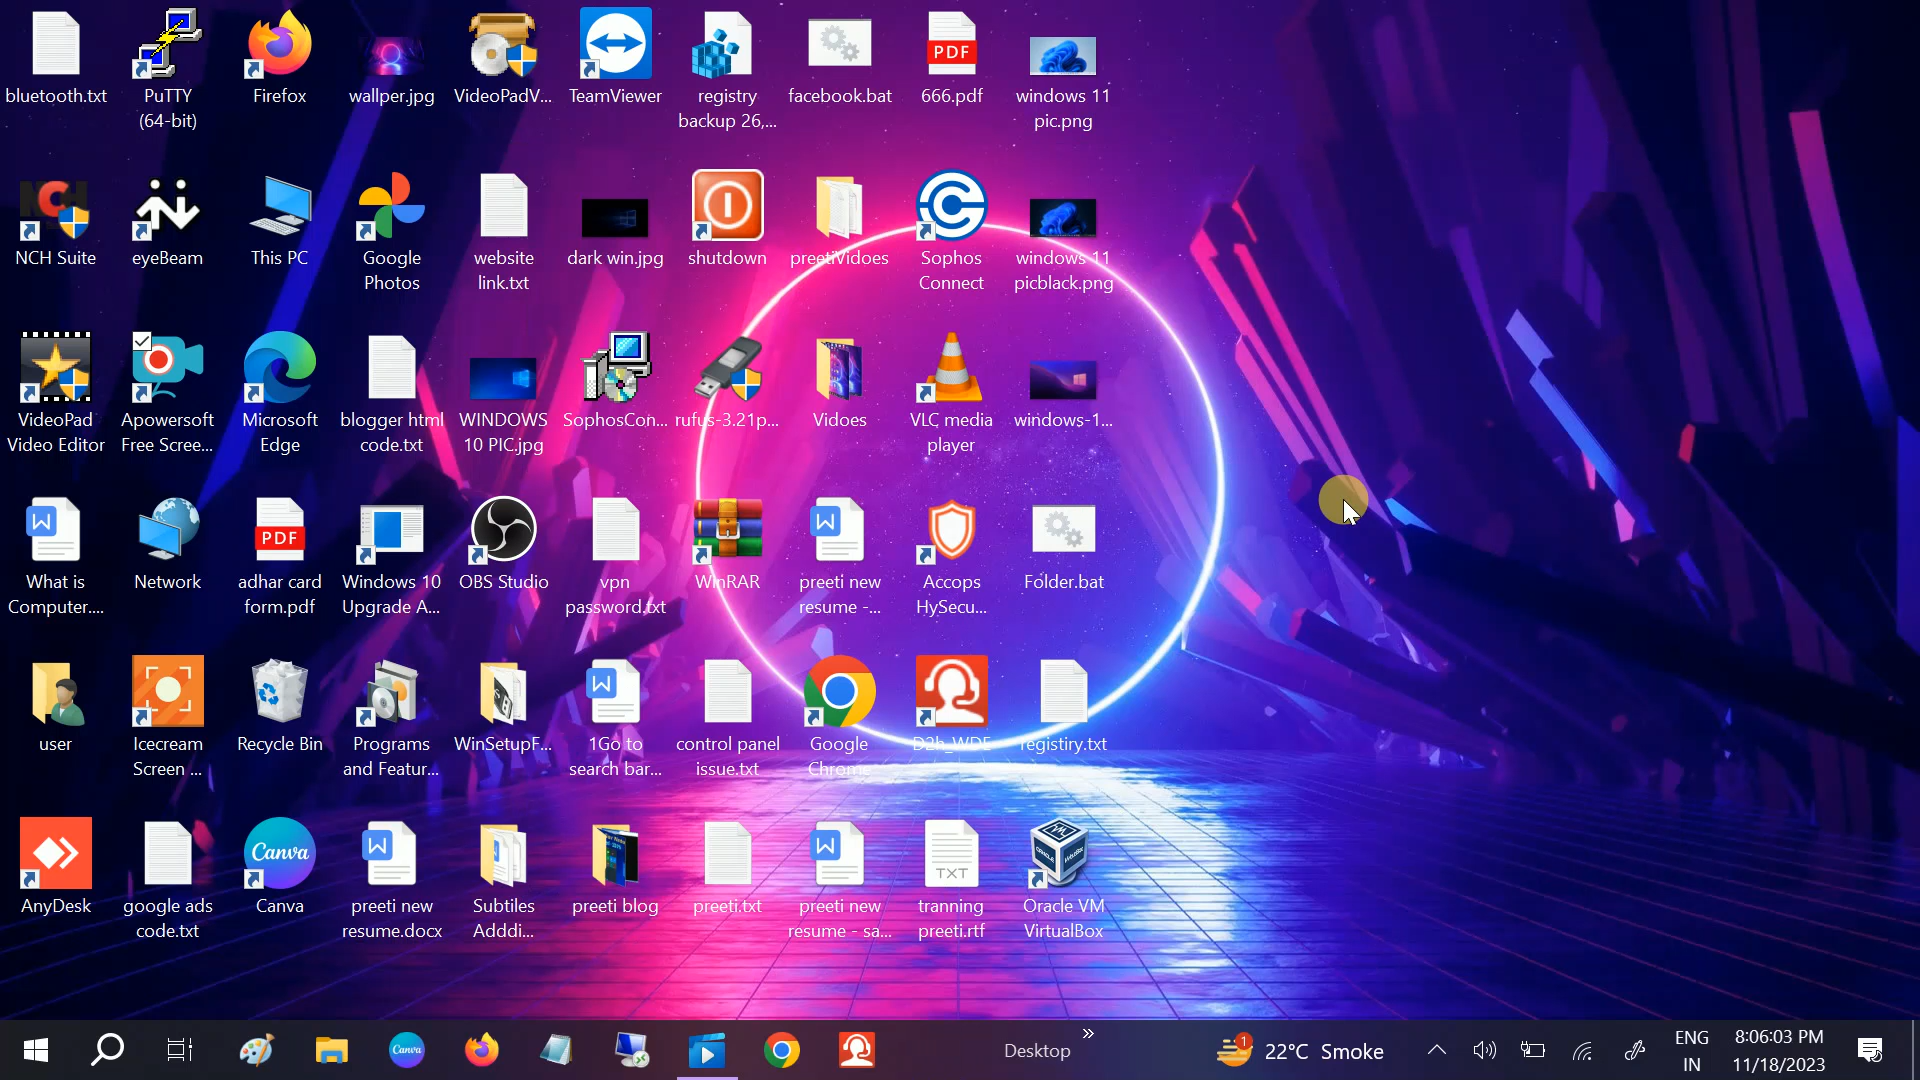 bluetooth.txt
PuTTY
(64-bit)
Firefox
wallper.jpg
VideoPadV...
TeamViewer
registry
backup 26,...
facebook.bat
PDF
666.pdf
windows 11
pic.png
NCH
NCH Suite
eyeBeam
This PC
Google
Photos
website
link.txt
dark win.jpg
shutdown
preetiVidoes
Sophos
Connect
windows 11
picblack.png
VideoPad
Video Editor
Apowersoft
Free Scree...
Microsoft
Edge
blogger html
code.txt
WINDOWS
10 PIC.jpg
SophosCon...
rufus-3.21p...
Vidoes
VLC media
player
windows-1...
W
What is
Computer....
Network
PDF
adhar card
form.pdf
Windows 10
Upgrade A...
OBS Studio
vpn
password.txt
WinRAR
W
preeti new
resume -...
Accops
HySecu...
Folder.bat
user
Icecream
Screen ...
Recycle Bin
Programs
and Featur...
WinSetupF...
W
1Go to
search bar...
control panel
issue.txt
Google
Chrome
D2h_WDE
registiry.txt
AnyDesk
google ads
code.txt
Canva
Canva
W
preeti new
resume.docx
Subtiles
Adddi...
preeti blog
preeti.txt
W
preeti new
resume - sa...
TXT
tranning
preeti.rtf
Oracle VM
VirtualBox
Canva
Desktop
1
22°C Smoke
ENG
IN
8:06:03 PM
11/18/2023